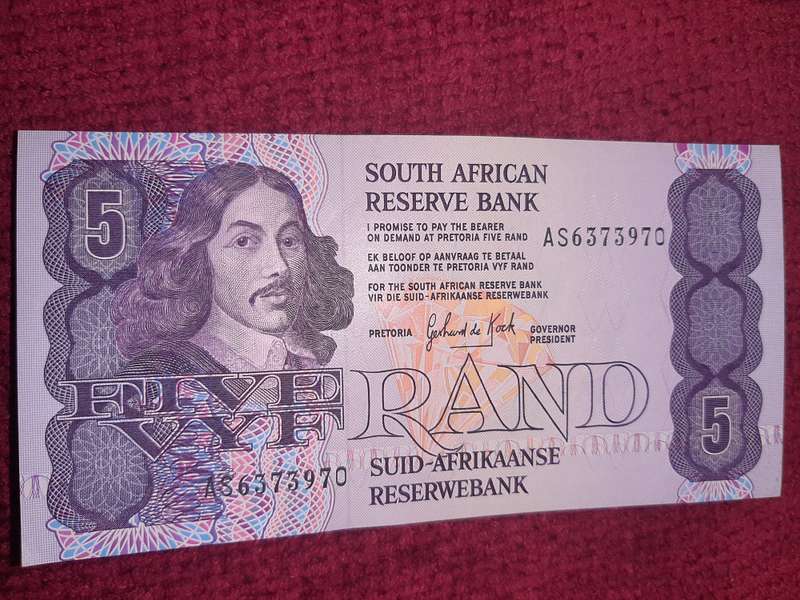 5
SOUTH AFRICAN
RESERVE BANK
I PROMISE TO PAY THE BEARER
ON DEMAND AT PRETORIA FIVE RAND
AS6373970
EK BELOOF OP AANVRAAG TE BETAAL
AAN TOONDER TE PRETORIA VYF RAND
FOR THE SOUTH AFRICAN RESERVE BANK
VIR DIE SUID-AFRIKAANSE RESERWEBANK
PRETORIA Gerhard de Kock GOVERNOR
PRESIDENT
FIVE RAND
VYF
5
SUID-AFRIKAANSE
RESERWEBANK
AS6373970